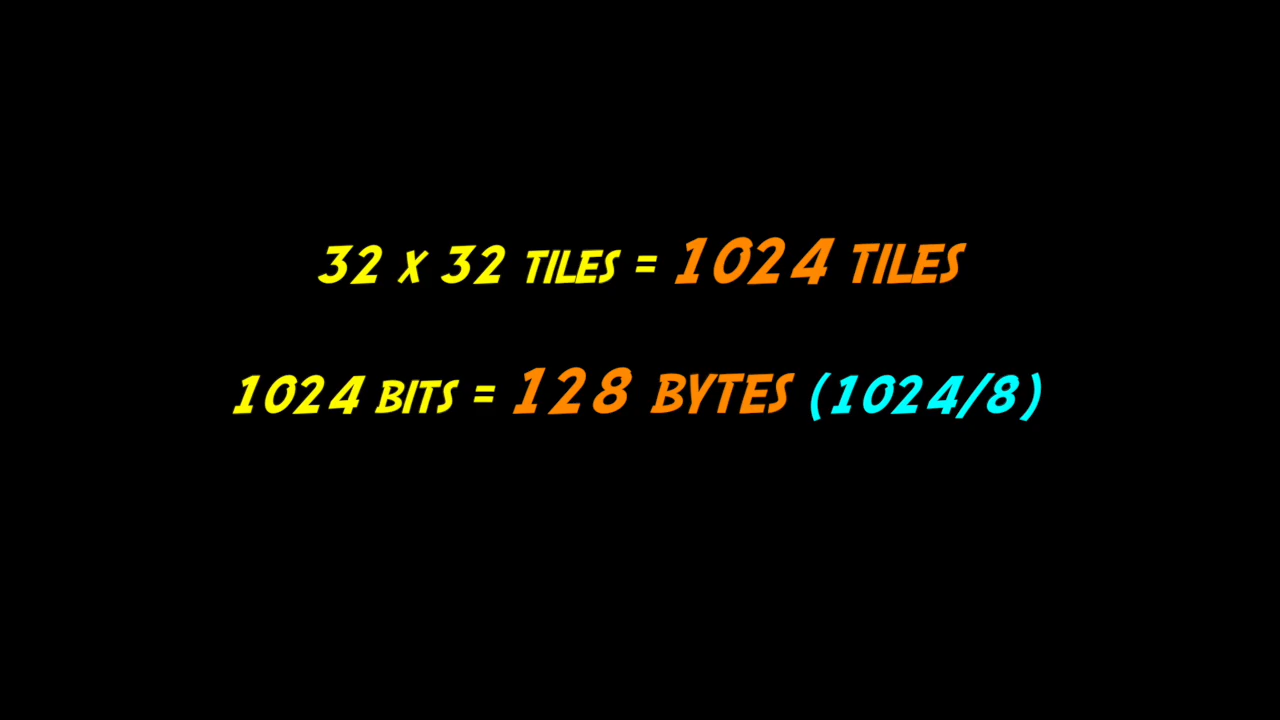 32 x 32 TILES = 1024 TILES
1024 BITS = 128 BYTES (1024/8)